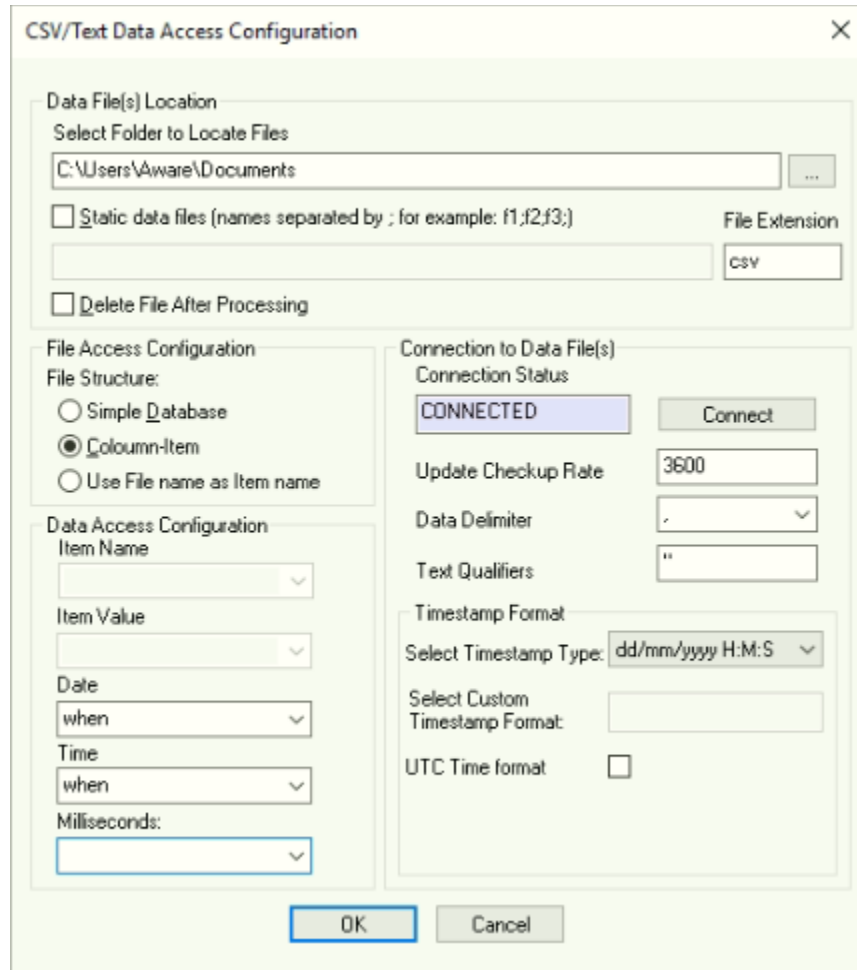 CSV/Text Data Access Configuration
Data File(s) Location
Select Folder to Locate Files
C:\Users\Aware\Documents
...
Static data files (names separated by ; for example: f1;f2;f3;)
File Extension
csv
Delete File After Processing
File Access Configuration
File Structure:
Simple Database
Coloumn-Item
Use File name as Item name
Data Access Configuration
Item Name
Item Value
Date
when
Time
when
Milliseconds:
Connection to Data File(s)
Connection Status
CONNECTED
Connect
Update Checkup Rate
3600
Data Delimiter
,
Text Qualifiers
"
Timestamp Format
Select Timestamp Type:
dd/mm/yyyy H:M:S
Select Custom
Timestamp Format:
UTC Time format
OK
Cancel